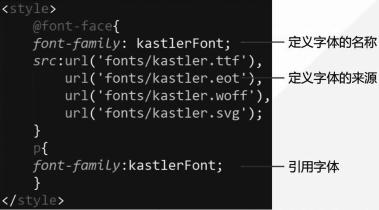 <style>
@font-face{
font-family: kastlerFont; 定义字体的名称
src:url('fonts/kastler.ttf'),
url('fonts/kastler.eot'), 定义字体的来源
url('fonts/kastler.woff'),
url('fonts/kastler.svg');
}
p{
font-family:kastlerFont; 引用字体
}
</style>